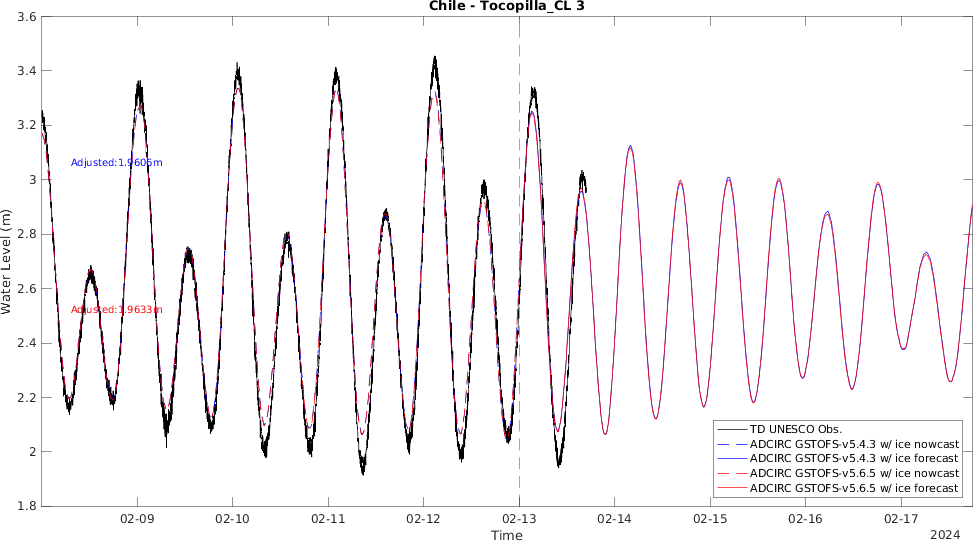 Chile - Tocopilla_CL 3
Water Level (m)
3.6
3.4
3.2
3
2.8
2.6
2.4
2.2
2
1.8
Adjusted:1.9606m
Adjusted:1.9633m
TD UNESCO Obs.
ADCIRC GSTOFS-v5.4.3 w/ ice nowcast
ADCIRC GSTOFS-v5.4.3 w/ ice forecast
ADCIRC GSTOFS-v5.6.5 w/ ice nowcast
ADCIRC GSTOFS-v5.6.5 w/ ice forecast
02-09 02-10 02-11 02-12 02-13 02-14 02-15 02-16 02-17
Time
2024